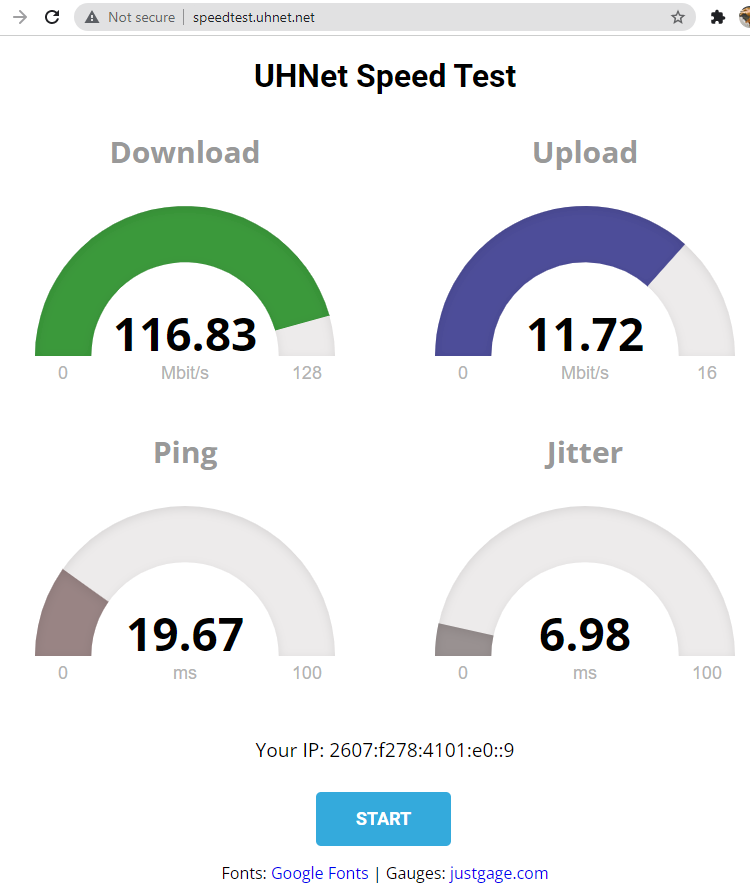 Not secure | speedtest.uhnet.net
UHNet Speed Test
Download
116.83
0 Mbit/s 128
Upload
11.72
0 Mbit/s 16
Ping
19.67
0 ms 100
Jitter
6.98
0 ms 100
Your IP: 2607:f278:4101:e0::9
START
Fonts: Google Fonts | Gauges: justgage.com